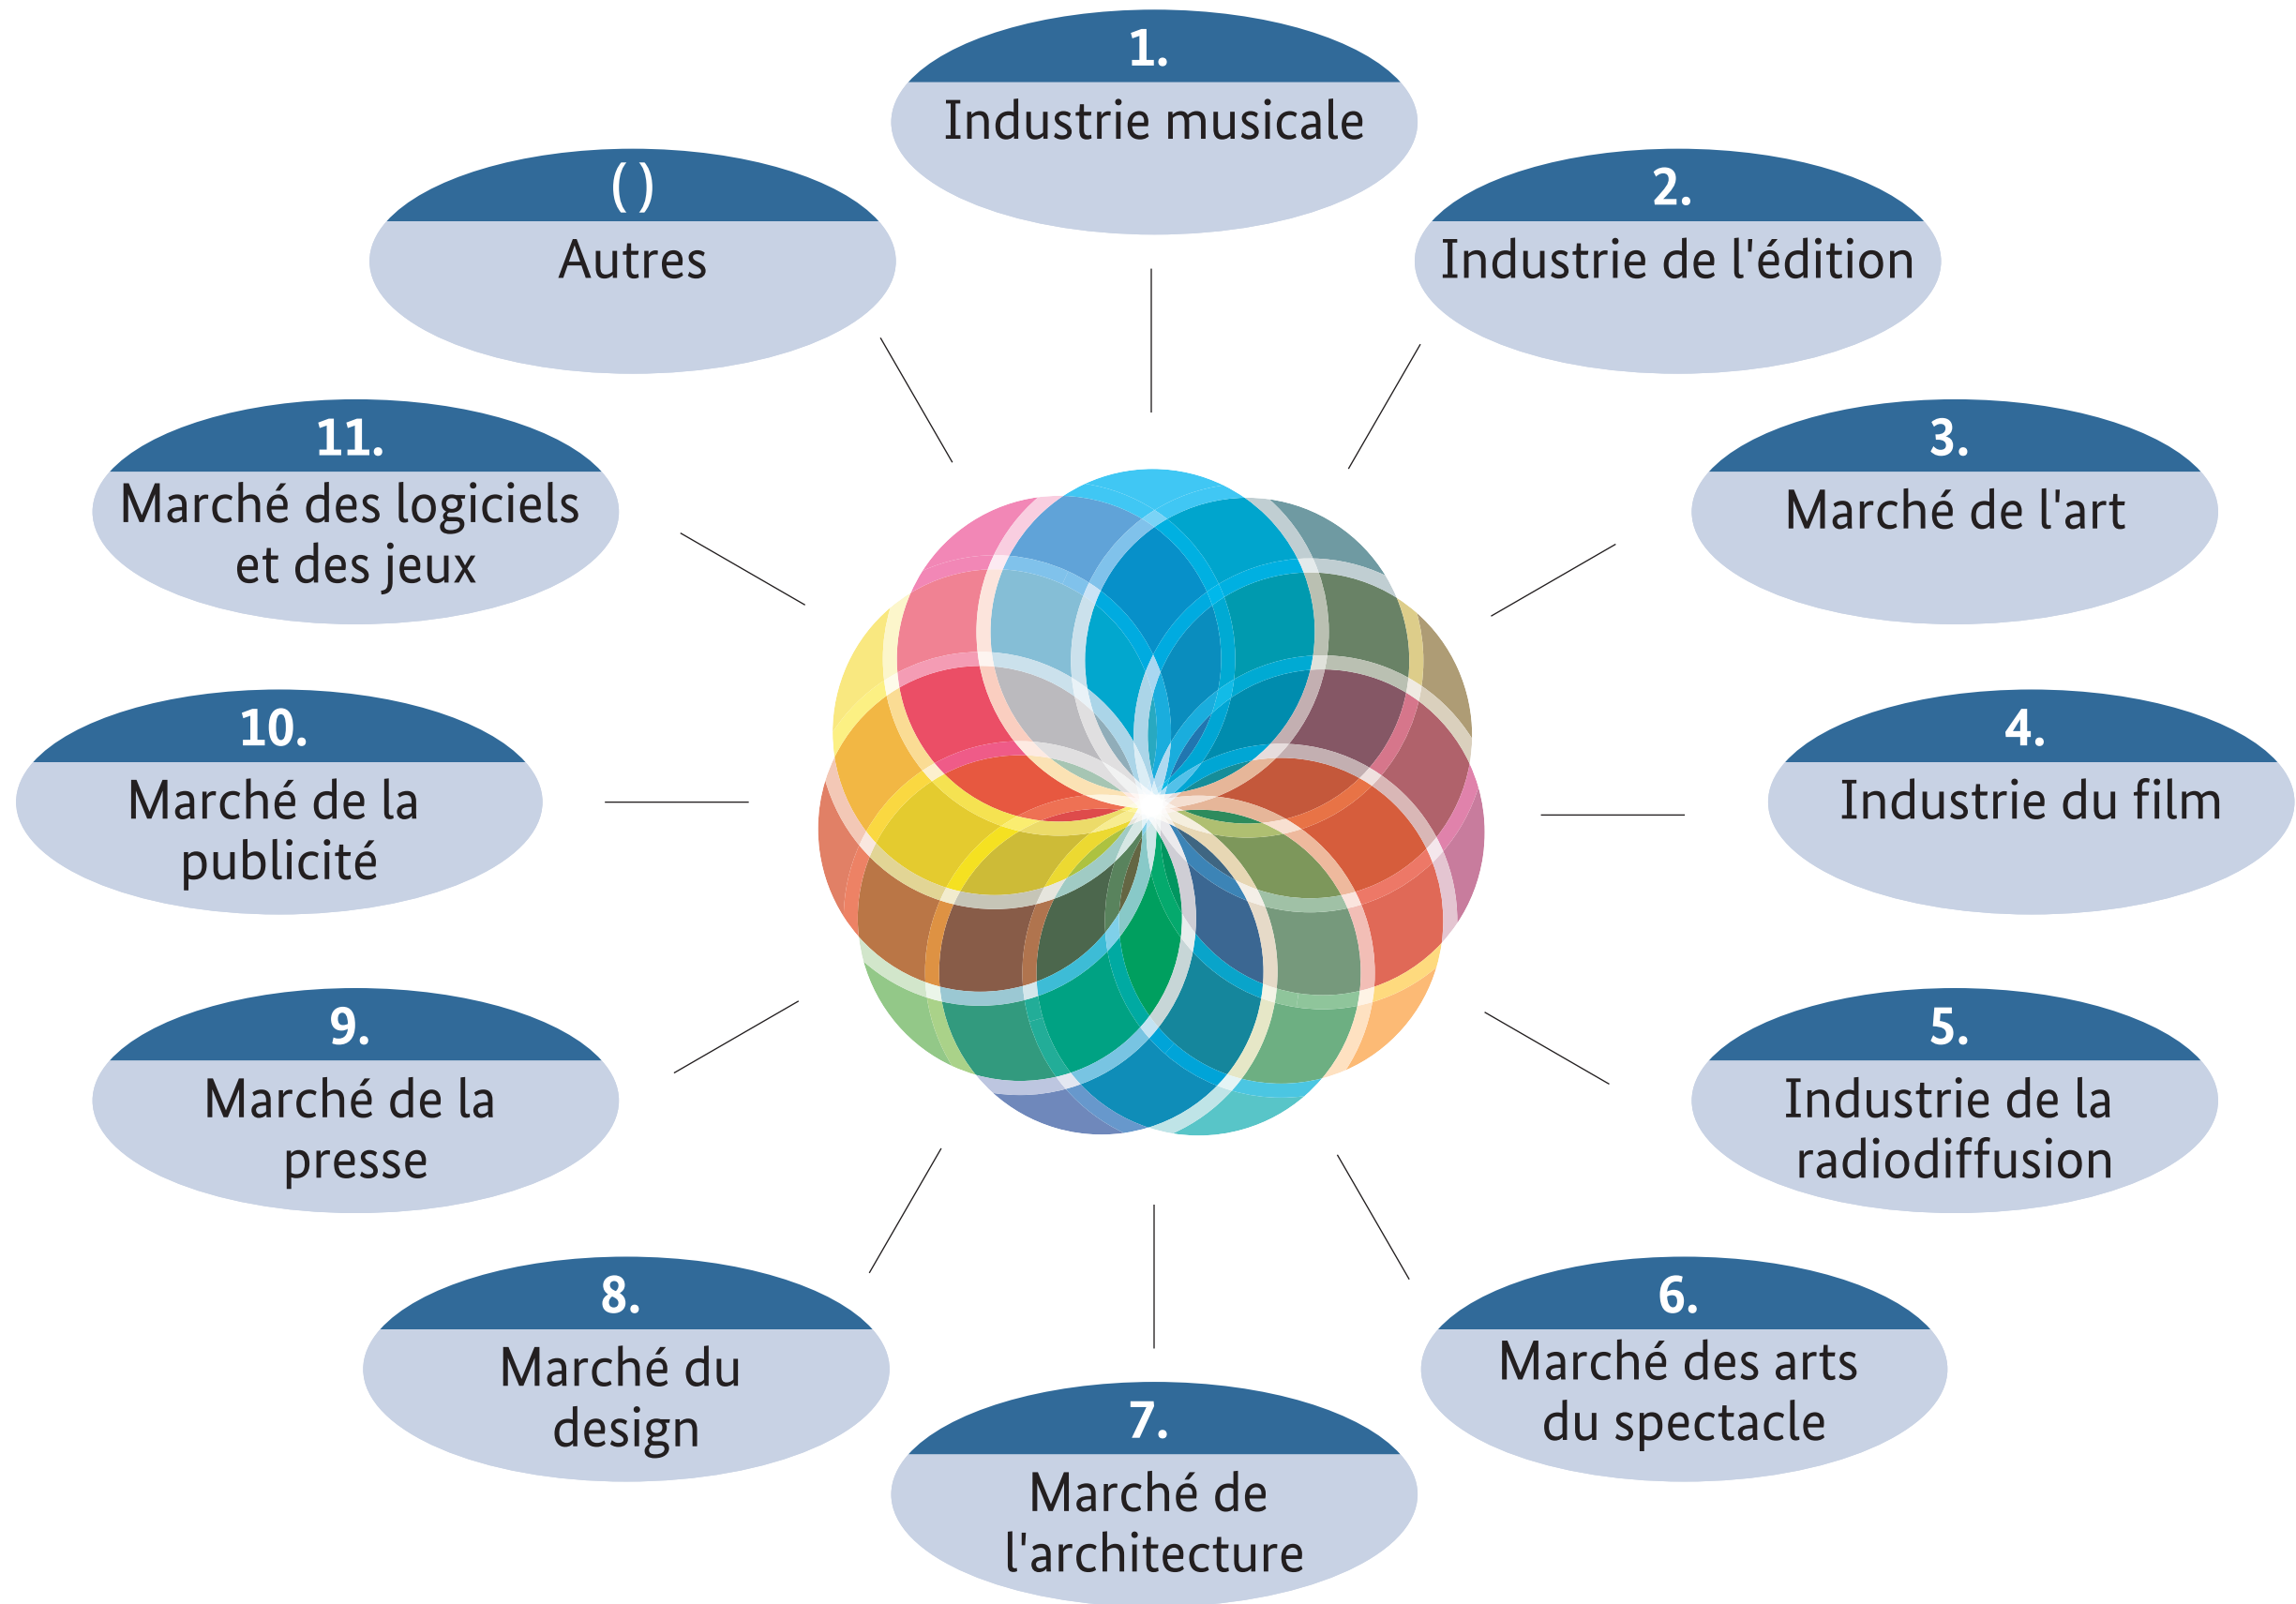 1.
Industrie musicale
2.
Industrie de l'édition
3.
Marché de l'art
4.
Industrie du film
5.
Industrie de la
radiodiffusion
6.
Marché des arts
du spectacle
7.
Marché de
l'architecture
8.
Marché du
design
9.
Marché de la
presse
10.
Marché de la
publicité
11.
Marché des logiciels
et des jeux
( )
Autres